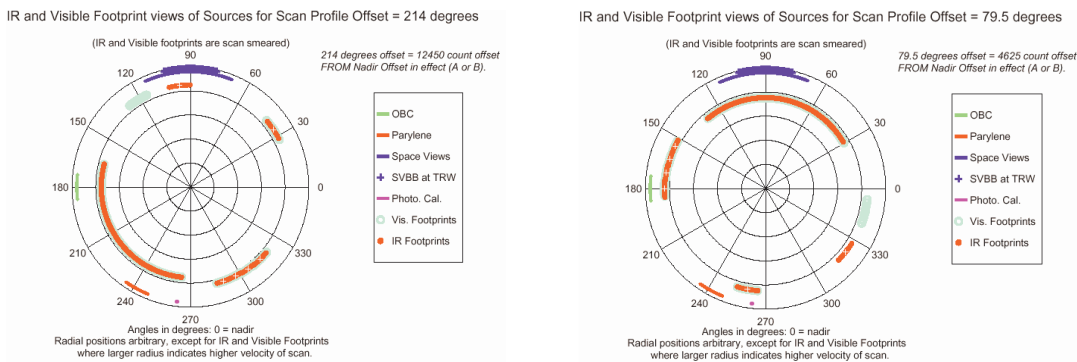 IR and Visible Footprint views of Sources for Scan Profile Offset = 214 degrees
(IR and Visible footprints are scan smeared)
214 degrees offset = 12450 count offset
FROM Nadir Offset in effect (A or B).
90
120
60
150
30
180
0
210
330
240
300
270
OBC
Parylene
Space Views
SVBB at TRW
Photo. Cal.
Vis. Footprints
IR Footprints
Angles in degrees: 0 = nadir
Radial positions arbitrary, except for IR and Visible Footprints
where larger radius indicates higher velocity of scan.
IR and Visible Footprint views of Sources for Scan Profile Offset = 79.5 degrees
(IR and Visible footprints are scan smeared)
79.5 degrees offset = 4625 count offset
FROM Nadir Offset in effect (A or B).
90
120
60
150
30
180
0
210
330
240
300
270
OBC
Parylene
Space Views
SVBB at TRW
Photo. Cal.
Vis. Footprints
IR Footprints
Angles in degrees: 0 = nadir
Radial positions arbitrary, except for IR and Visible Footprints
where larger radius indicates higher velocity of scan.